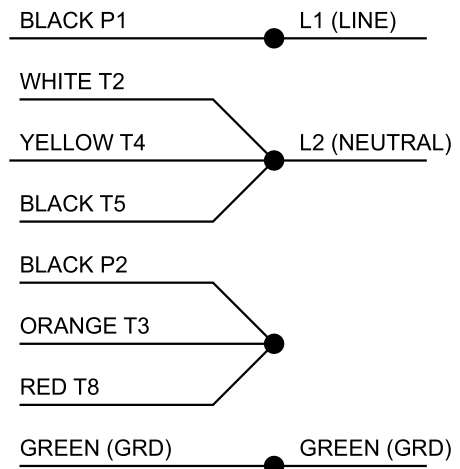 BLACK P1 L1 (LINE)
WHITE T2
YELLOW T4 L2 (NEUTRAL)
BLACK T5
BLACK P2
ORANGE T3
RED T8
GREEN (GRD) GREEN (GRD)